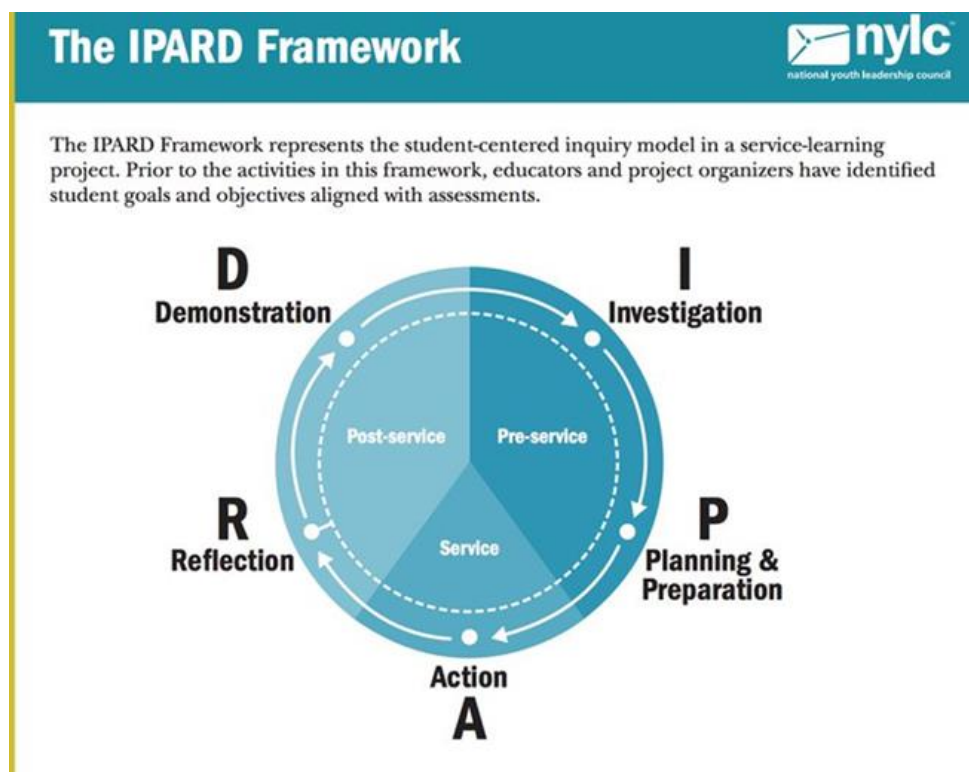 The IPARD Framework
nylc
national youth leadership council
The IPARD Framework represents the student-centered inquiry model in a service-learning
project. Prior to the activities in this framework, educators and project organizers have identified
student goals and objectives aligned with assessments.
D
Demonstration
I
Investigation
Post-service
Pre-service
R
Reflection
P
Planning &
Preparation
Service
Action
A